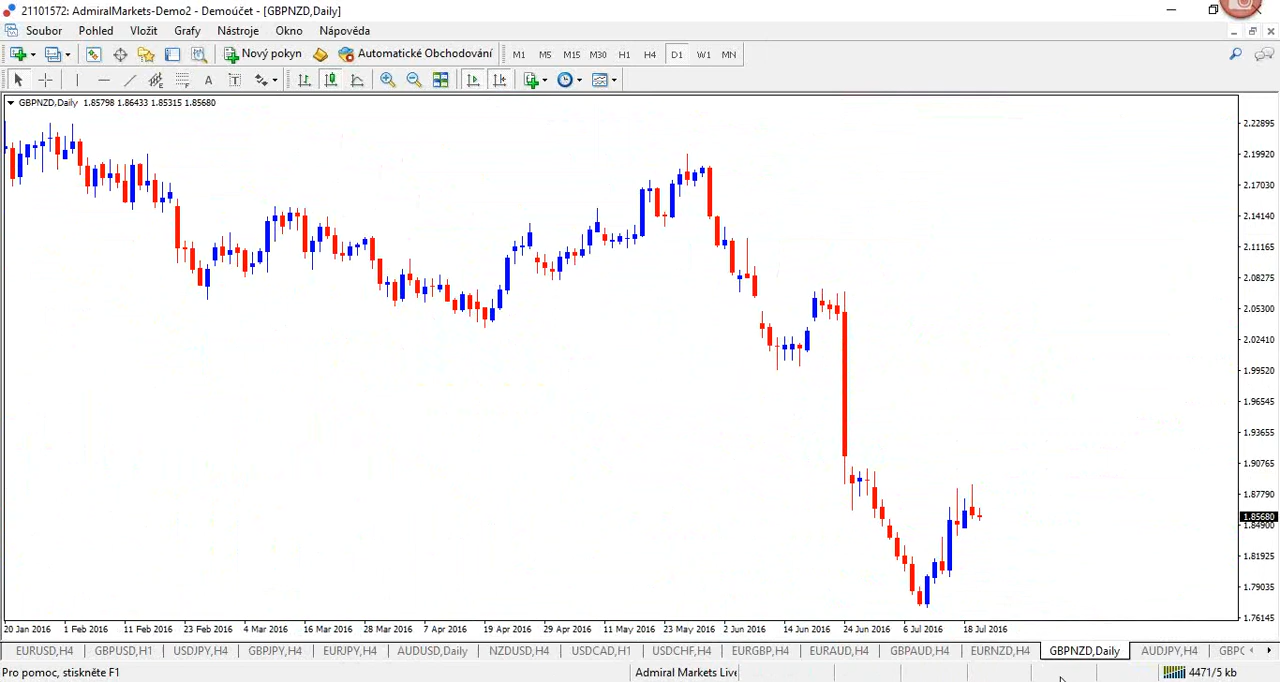 21101572: AdmiralMarkets-Demo2 - Demoúčet - [GBPNZD,Daily]
Soubor Pohled Vložit Grafy Nástroje Okno Nápověda
Nový pokyn Automatické Obchodování M1 M5 M15 M30 H1 H4 D1 W1 MN
A T
GBPNZD,Daily 1.85798 1.86433 1.85315 1.85680
2.22895
2.19920
2.17030
2.14140
2.11165
2.08275
2.05300
2.02410
1.99520
1.96545
1.93655
1.90765
1.87790
1.85680
1.84900
1.81925
1.79035
1.76145
20 Jan 2016 1 Feb 2016 11 Feb 2016 23 Feb 2016 4 Mar 2016 16 Mar 2016 28 Mar 2016 7 Apr 2016 19 Apr 2016 29 Apr 2016 11 May 2016 23 May 2016 2 Jun 2016 14 Jun 2016 24 Jun 2016 6 Jul 2016 18 Jul 2016
EURUSD,H4 GBPUSD,H1 USDJPY,H4 GBPJPY,H4 EURJPY,H4 AUDUSD,Daily NZDUSD,H4 USDCAD,H1 USDCHF,H4 EURGBP,H4 EURAUD,H4 GBPAUD,H4 EURNZD,H4 GBPNZD,Daily AUDJPY,H4
Pro pomoc, stiskněte F1 Admiral Markets Live 4471/5 kb